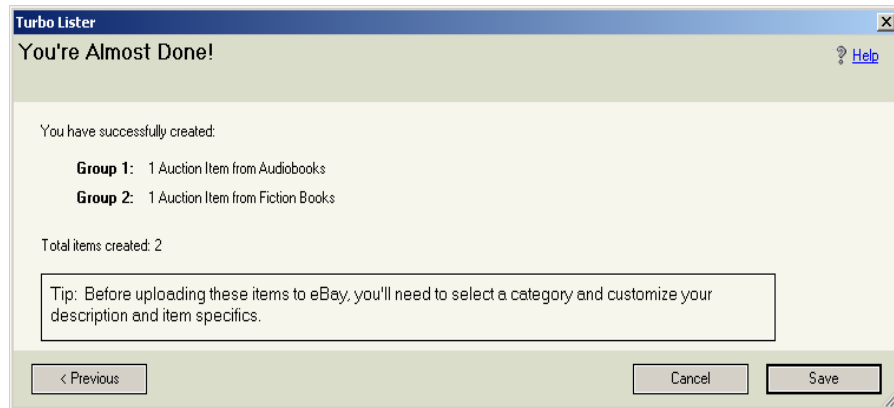 Turbo Lister
You're Almost Done!
? Help
You have successfully created:
Group 1: 1 Auction Item from Audiobooks
Group 2: 1 Auction Item from Fiction Books
Total items created: 2
Tip: Before uploading these items to eBay, you'll need to select a category and customize your
description and item specifics.
< Previous
Cancel
Save